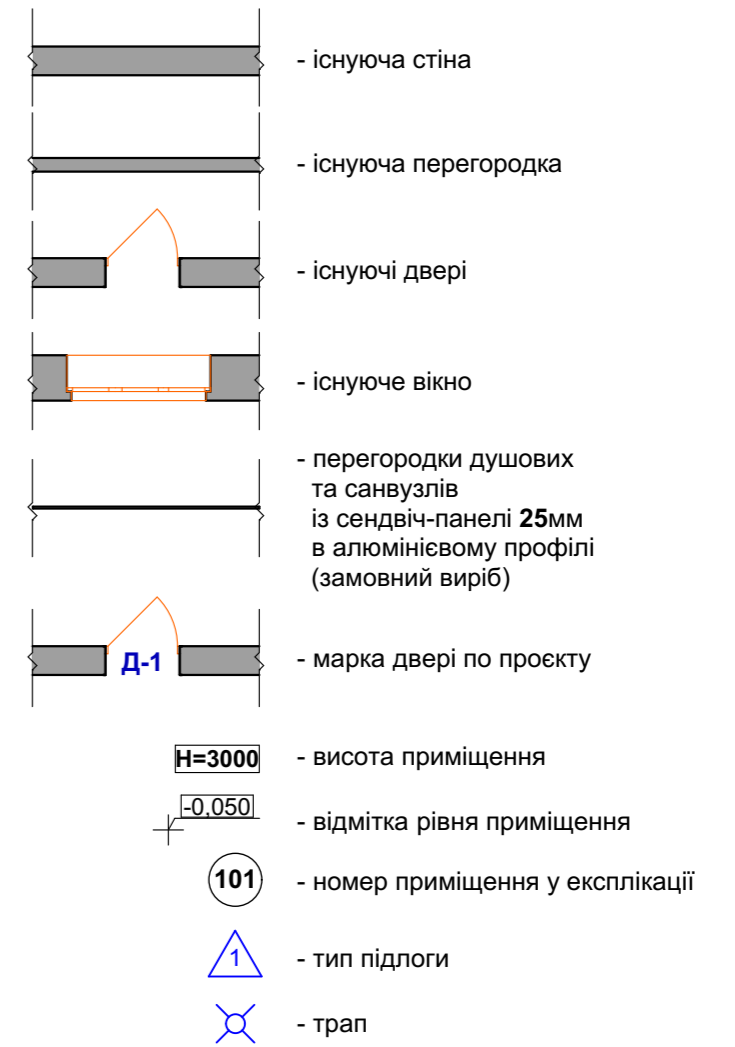 - існуюча стіна
- існуюча перегородка
- існуючі двері
- існуюче вікно
- перегородки душових
та санвузлів
із сендвіч-панелі 25мм
в алюмінієвому профілі
(замовний виріб)
Д-1 - марка двері по проєкту
H=3000 - висота приміщення
-0,050 - відмітка рівня приміщення
101 - номер приміщення у експлікації
1 - тип підлоги
- трап